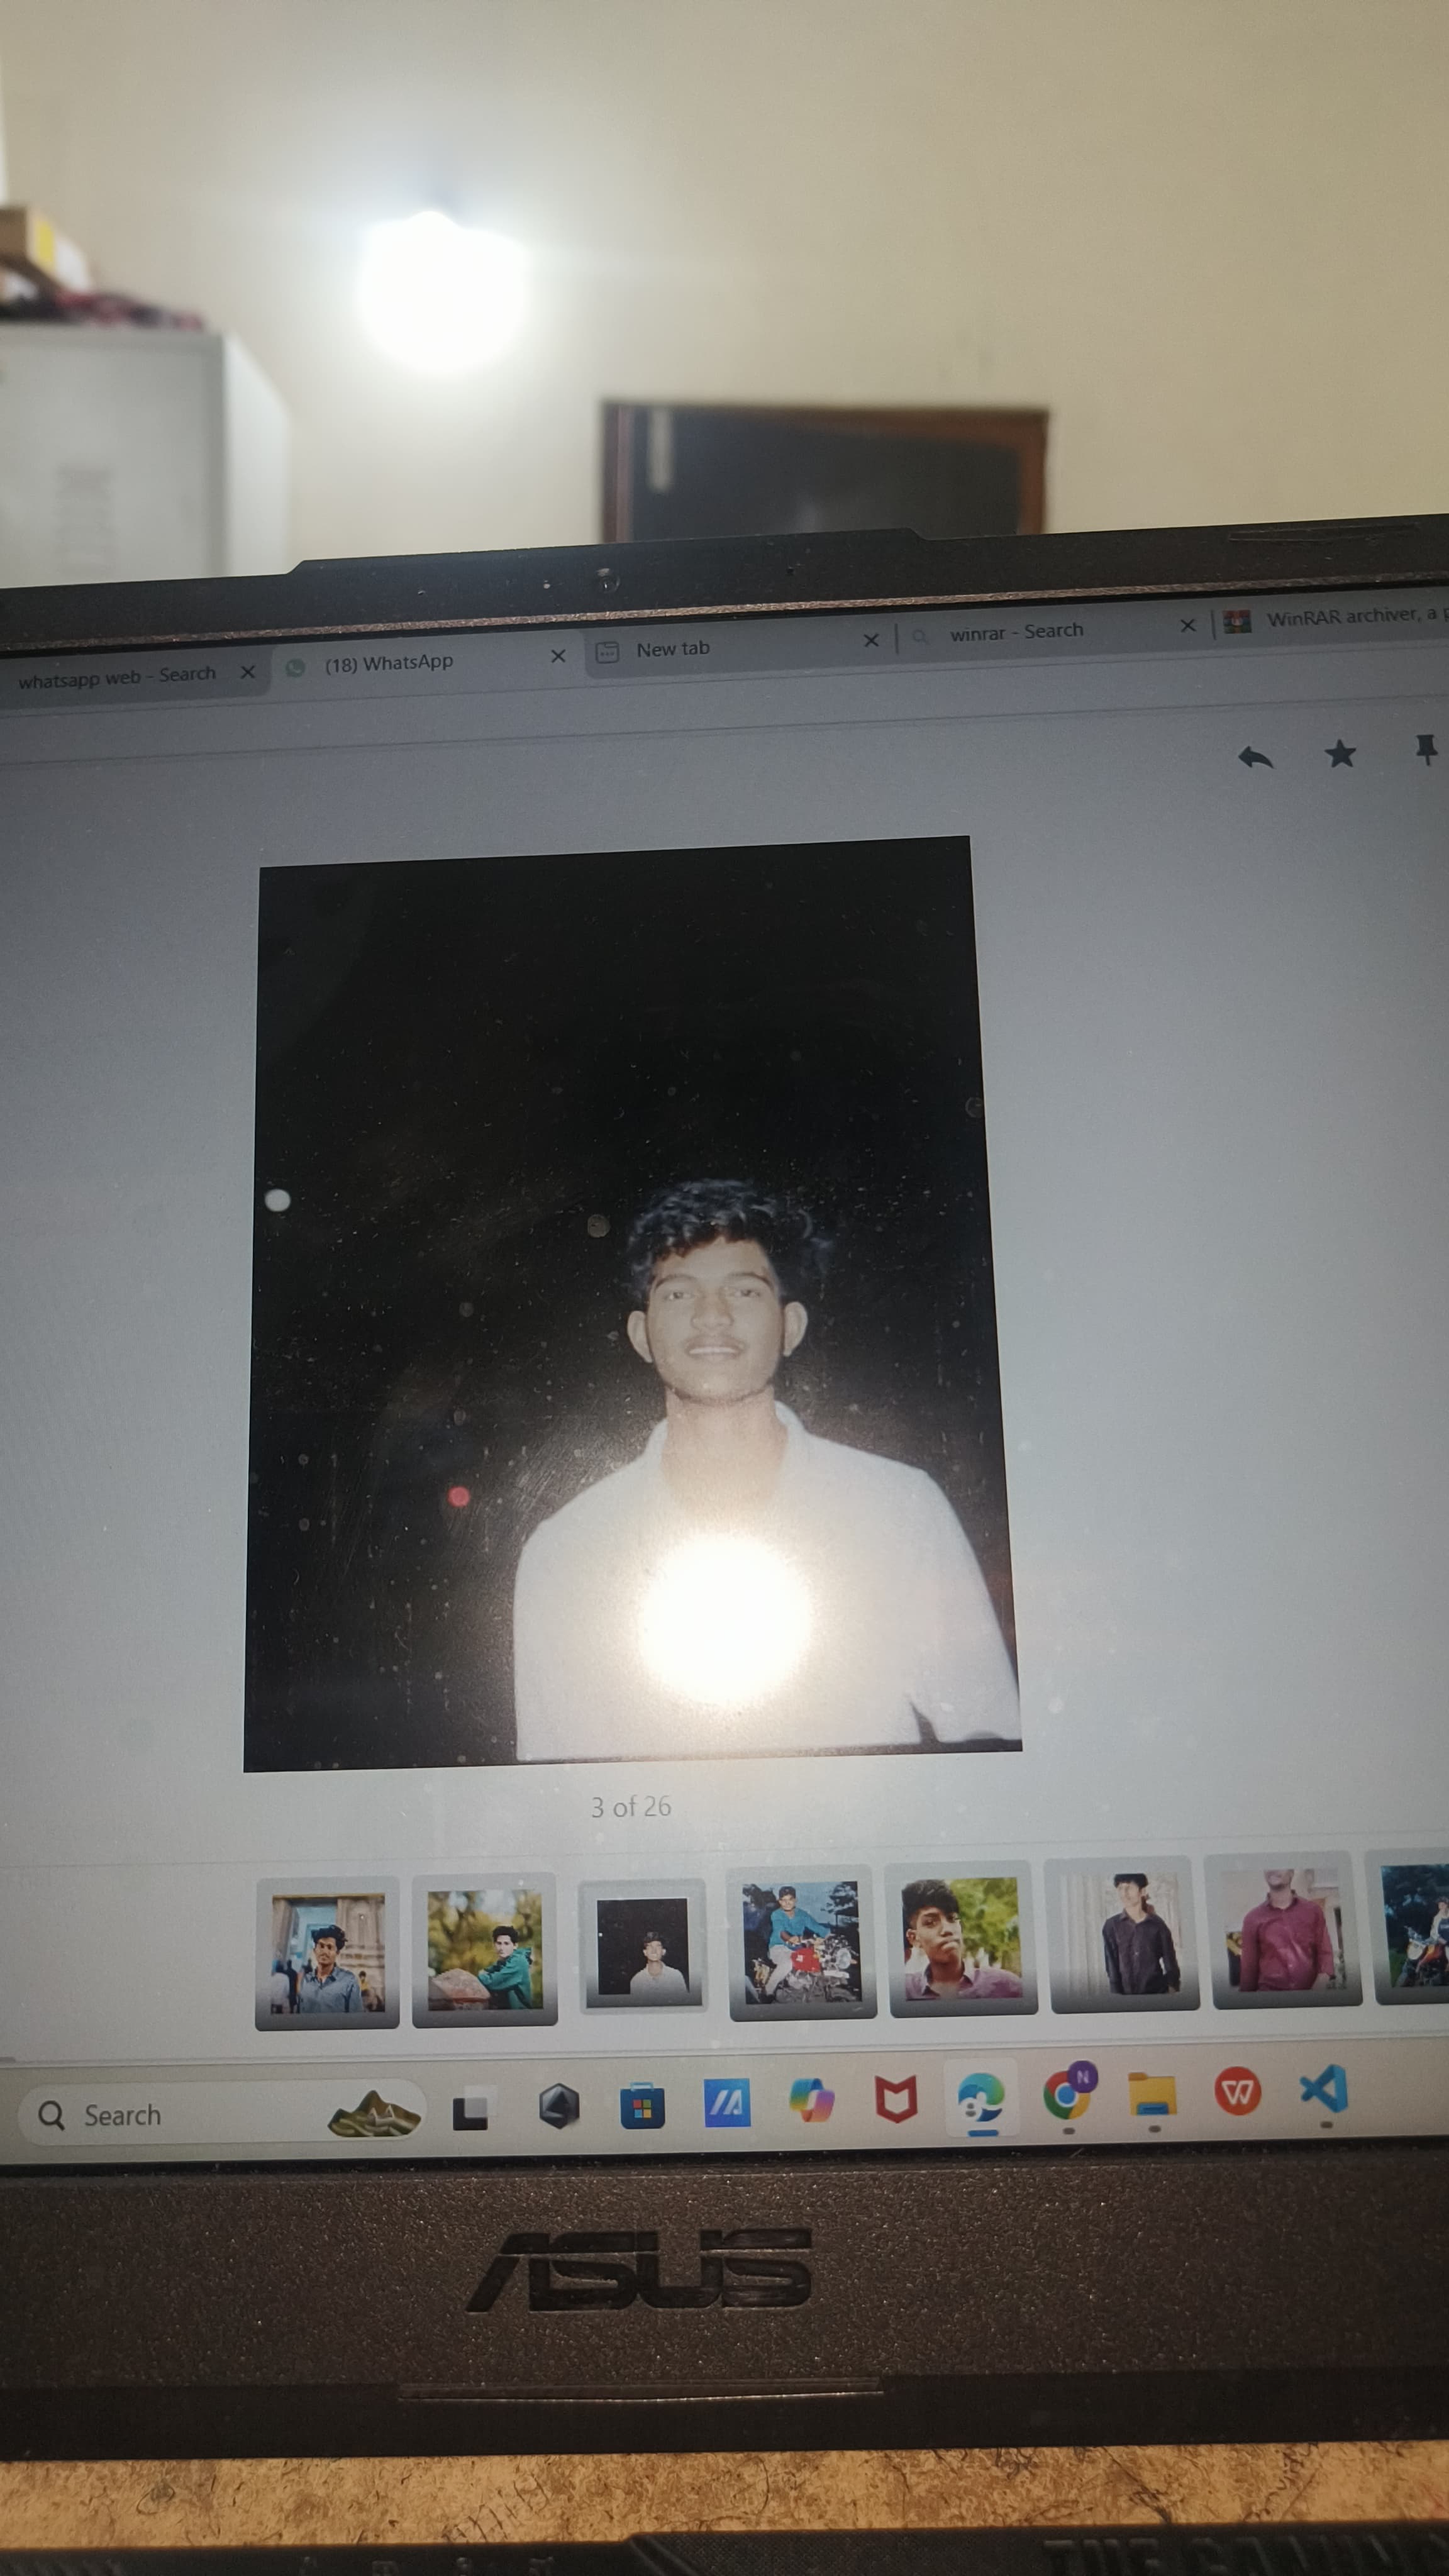 whatsapp web - Search
(18) WhatsApp
New tab
winrar - Search
WinRAR archiver, a
3 of 26
Search
N
W
ASUS